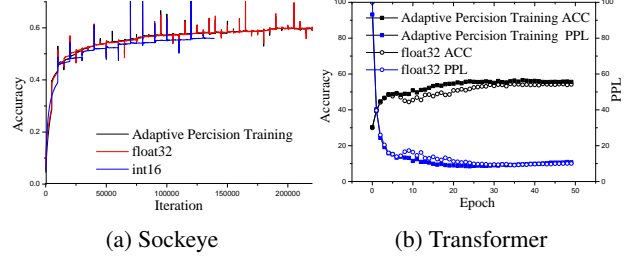 0.6
0.4
0.2
0.0
Accuracy
0
50000
100000
150000
200000
Iteration
Adaptive Percision Training
float32
int16
(a) Sockeye
100
80
60
40
20
0
Accuracy
Adaptive Percision Training ACC
Adaptive Percision Training PPL
float32 ACC
float32 PPL
100
80
60
40
20
0
PPL
0
10
20
30
40
50
Epoch
(b) Transformer